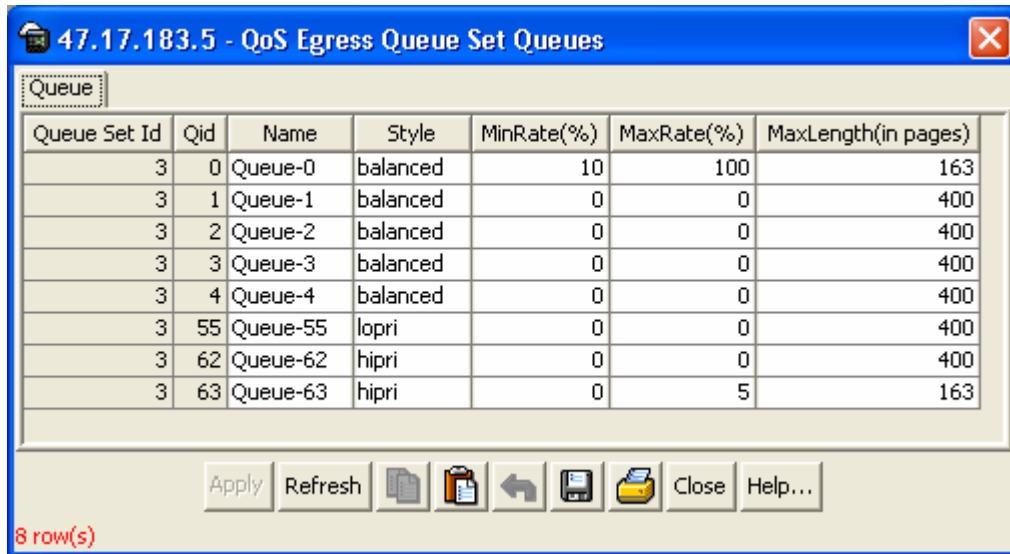 47.17.183.5 - QoS Egress Queue Set Queues
Queue
Queue Set Id Qid Name Style MinRate(%) MaxRate(%) MaxLength(in pages)
3 0 Queue-0 balanced 10 100 163
3 1 Queue-1 balanced 0 0 400
3 2 Queue-2 balanced 0 0 400
3 3 Queue-3 balanced 0 0 400
3 4 Queue-4 balanced 0 0 400
3 55 Queue-55 lopri 0 0 400
3 62 Queue-62 hipri 0 0 400
3 63 Queue-63 hipri 0 5 163
Apply Refresh Close Help...
8 row(s)